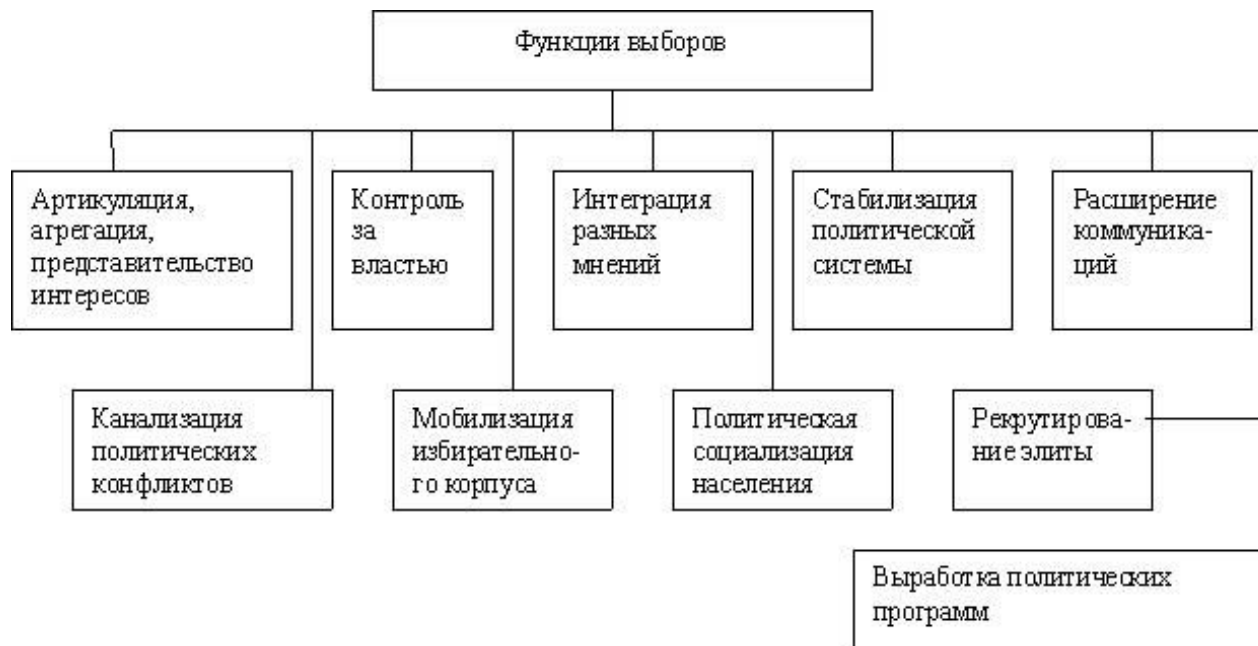 Функции выборов
Артикуляция,
агрегация,
представительство
интересов
Контроль
за
властью
Интеграция
разных
мнений
Стабилизация
политической
системы
Расширение
коммуника-
ций
Канализация
политических
конфликтов
Мобилизация
избирательно-
го корпуса
Политическая
социализация
населения
Рекрутирова-
ние элиты
Выработка политических
программ